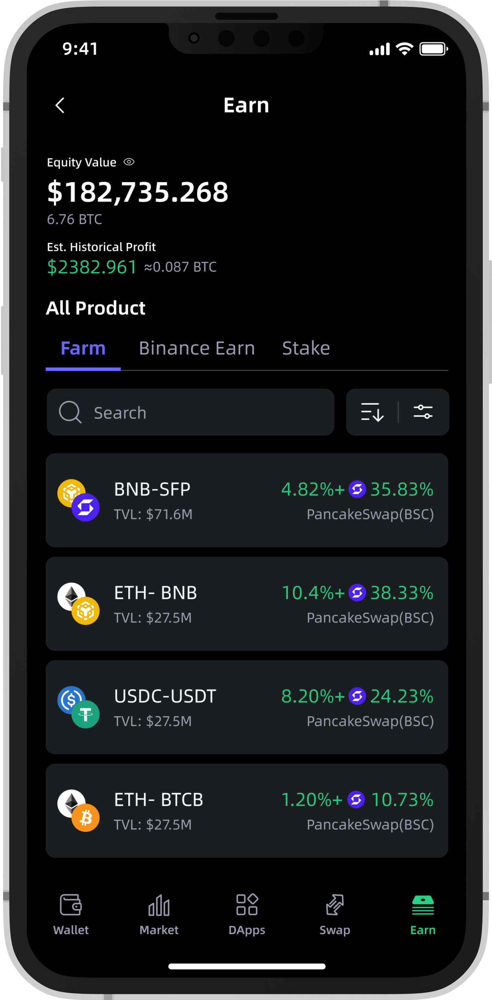 9:41
Earn
Equity Value
$182,735.268
6.76 BTC
Est. Historical Profit
$2382.961 ≈0.087 BTC
All Product
Farm Binance Earn Stake
Search
BNB-SFP 4.82%+ 35.83%
TVL: $71.6M PancakeSwap(BSC)
ETH- BNB 10.4%+ 38.33%
TVL: $27.5M PancakeSwap(BSC)
USDC-USDT 8.20%+ 24.23%
TVL: $27.5M PancakeSwap(BSC)
ETH- BTCB 1.20%+ 10.73%
TVL: $27.5M PancakeSwap(BSC)
Wallet Market DApps Swap Earn